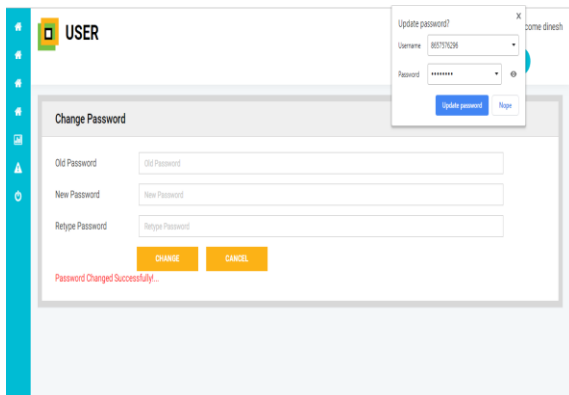 USER
come dinesh
Update password?
X
Username 8657576296
Password ••••••••
Update password Nope
Change Password
Old Password Old Password
New Password New Password
Retype Password Retype Password
CHANGE CANCEL
Password Changed Successfully!...